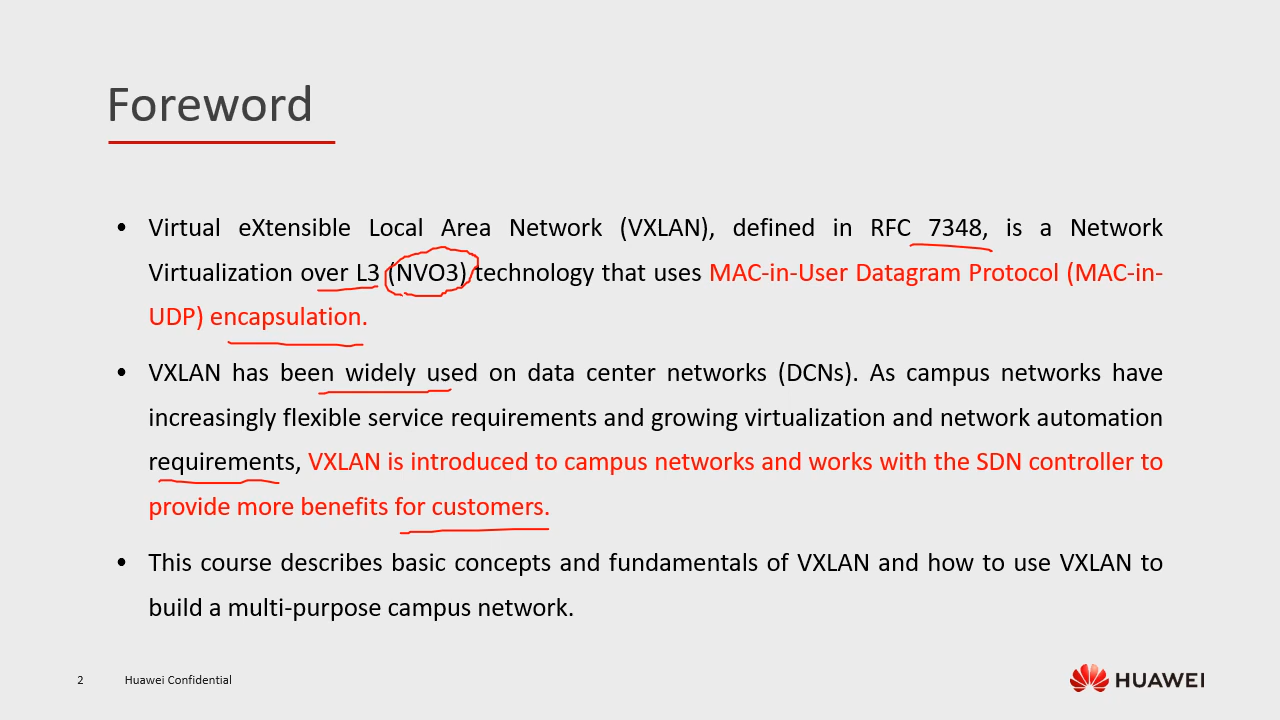 Foreword
• Virtual eXtensible Local Area Network (VXLAN), defined in RFC 7348, is a Network
Virtualization over L3 (NVO3) technology that uses MAC-in-User Datagram Protocol (MAC-in-
UDP) encapsulation.
• VXLAN has been widely used on data center networks (DCNs). As campus networks have
increasingly flexible service requirements and growing virtualization and network automation
requirements, VXLAN is introduced to campus networks and works with the SDN controller to
provide more benefits for customers.
• This course describes basic concepts and fundamentals of VXLAN and how to use VXLAN to
build a multi-purpose campus network.
2 Huawei Confidential
HUAWEI